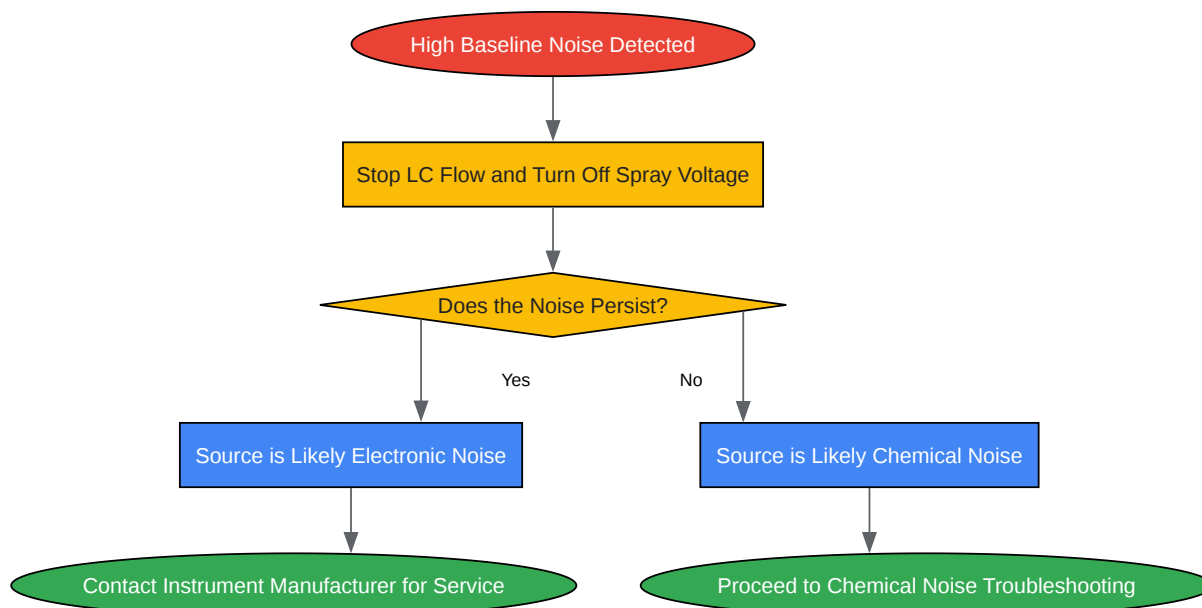 High Baseline Noise Detected
Stop LC Flow and Turn Off Spray Voltage
Does the Noise Persist?
Yes
No
Source is Likely Electronic Noise
Source is Likely Chemical Noise
Contact Instrument Manufacturer for Service
Proceed to Chemical Noise Troubleshooting